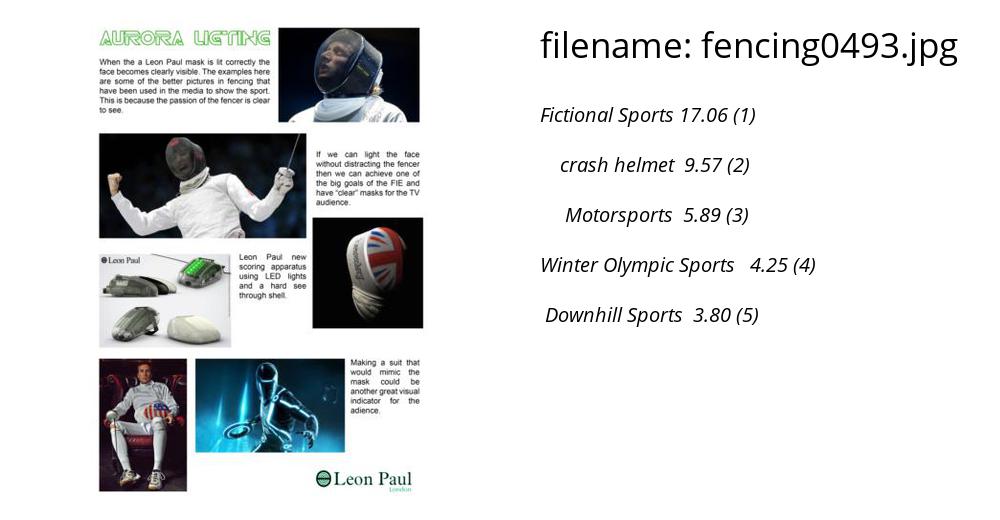 AURORA LIGTING
When the a Leon Paul mask is lit correctly the
face becomes clearly visible. The examples here
are some of the better pictures in fencing that
have been used in the media to show the sport.
This is because the passion of the fencer is clear
to see.
If we can light the face
without distracting the fencer
then we can achieve one of
the big goals of the FIE and
have “clear” masks for the TV
audience.
Leon Paul
Leon Paul new
scoring apparatus
using LED lights
and a hard see
through shell.
Making a suit that
would mimic the
mask could be
another great visual
indicator for the
adience.
Leon Paul
London
filename: fencing0493.jpg
Fictional Sports 17.06 (1)
crash helmet 9.57 (2)
Motorsports 5.89 (3)
Winter Olympic Sports 4.25 (4)
Downhill Sports 3.80 (5)